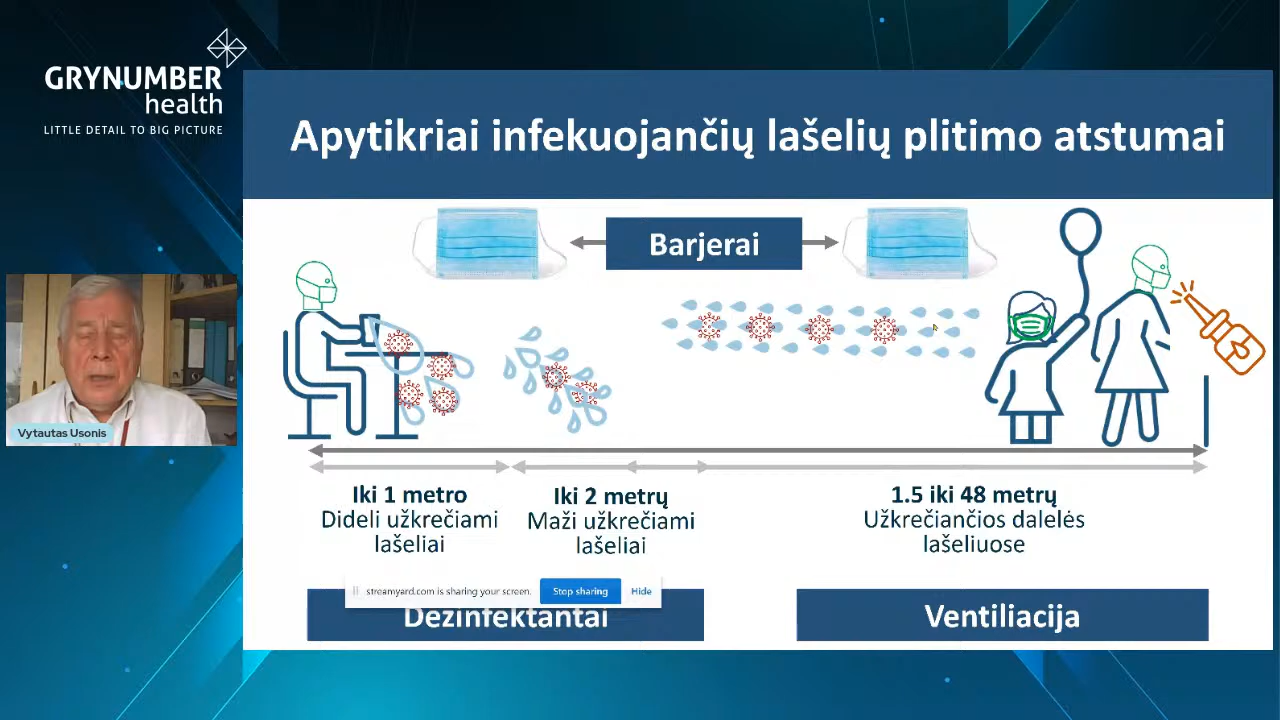 GRYNUMBER
health
LITTLE DETAIL TO BIG PICTURE
Apytikriai infekuojančių lašelių plitimo atstumai
Barjerai
Vytautas Usonis
Iki 1 metro
Dideli užkrečiami
lašeliai
Iki 2 metrų
Maži užkrečiami
lašeliai
1.5 iki 48 metrų
Užkrečiančios dalelės
lašeliuose
streamyard.com is sharing your screen.
Stop sharing
Hide
Dezinfektantai
Ventiliacija